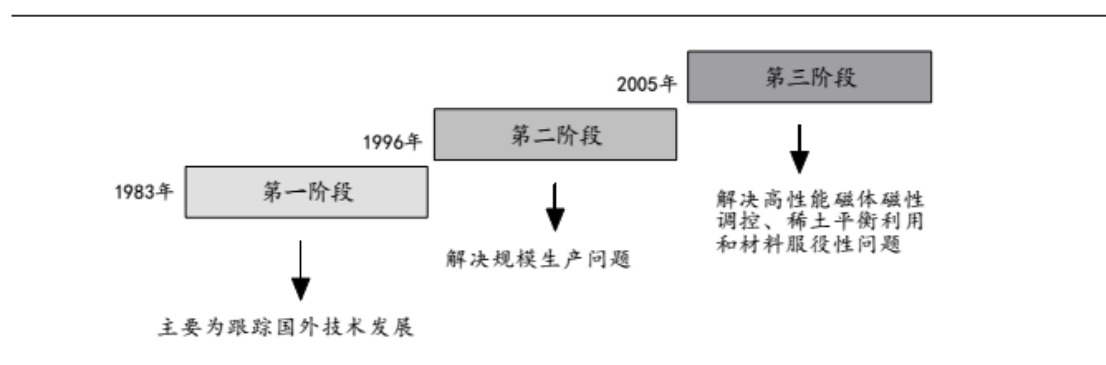 2005年
第三阶段
1996年
第二阶段
1983年
第一阶段
解决高性能磁体磁性
调控、稀土平衡利用
和材料服役性问题
解决规模生产问题
主要为跟踪国外技术发展